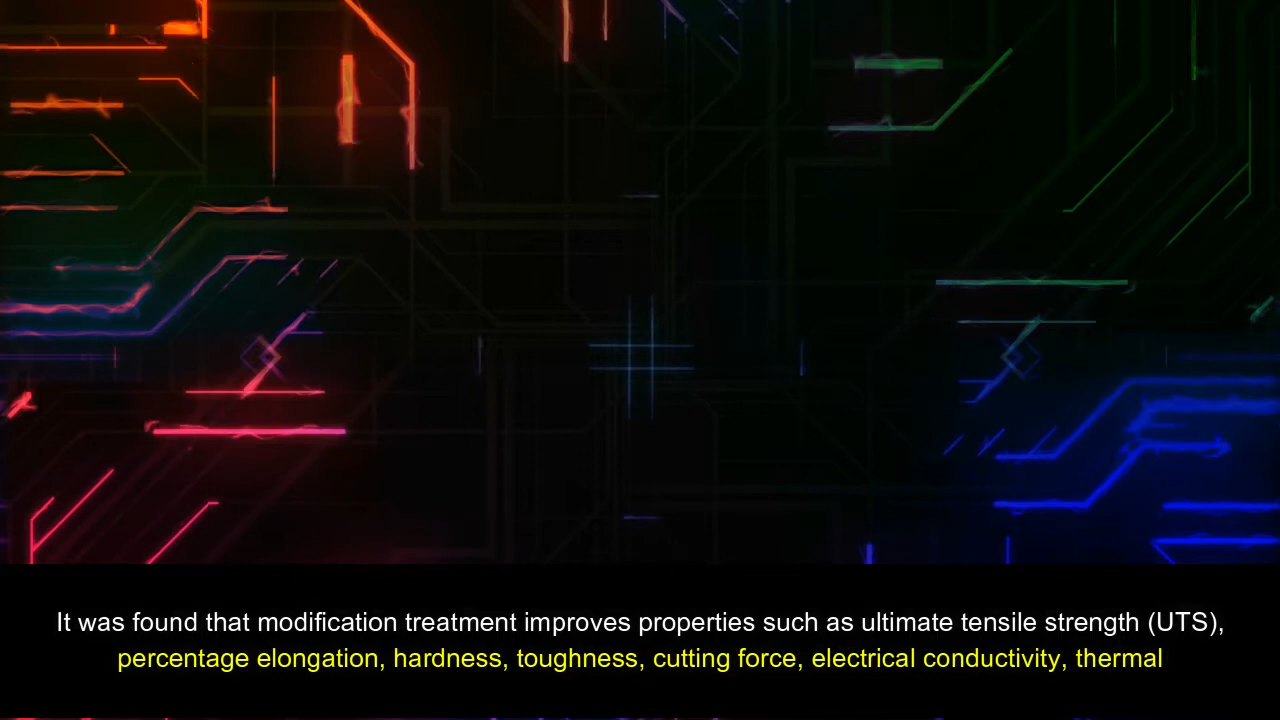 It was found that modification treatment improves properties such as ultimate tensile strength (UTS),
percentage elongation, hardness, toughness, cutting force, electrical conductivity, thermal